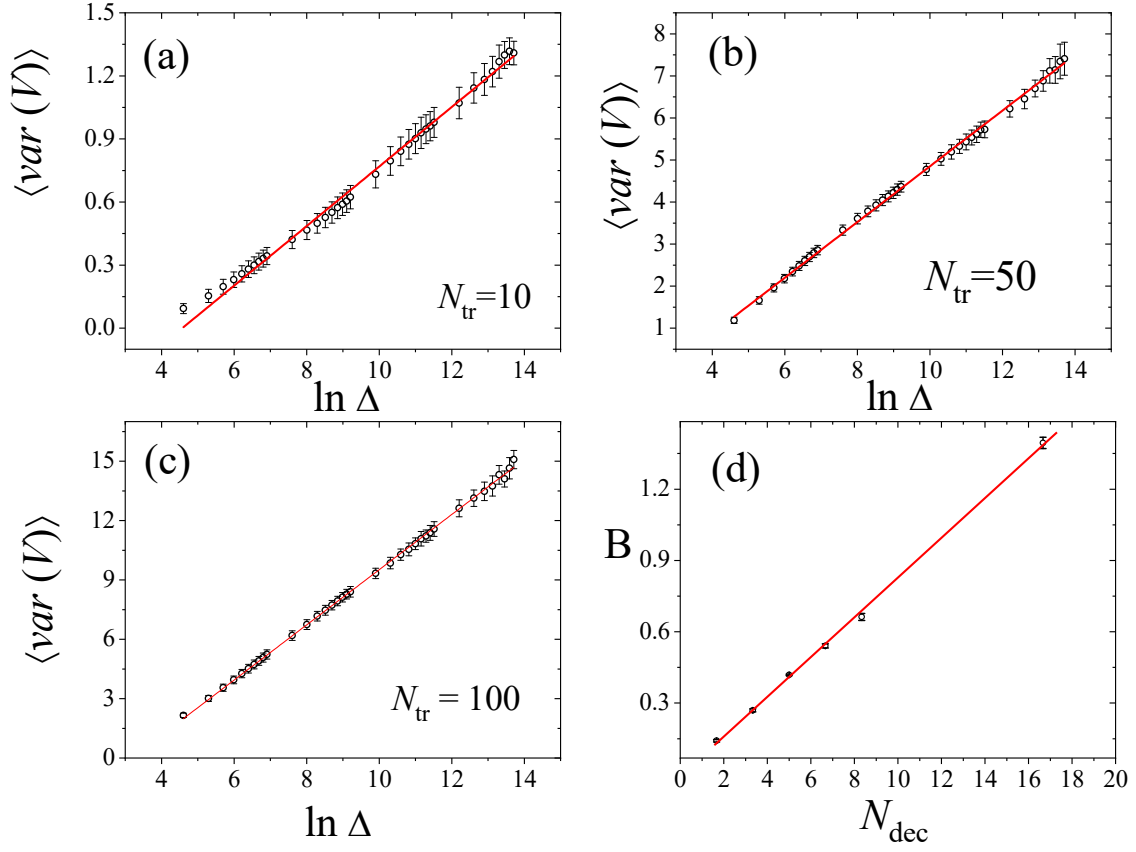 (a)
⟨var (V)⟩
1.5
1.2
0.9
0.6
0.3
0.0
N_tr=10
4 6 8 10 12 14
ln Δ
(b)
⟨var (V)⟩
8
7
6
5
4
3
2
1
N_tr=50
4 6 8 10 12 14
ln Δ
(c)
⟨var (V)⟩
15
12
9
6
3
0
N_tr = 100
4 6 8 10 12 14
ln Δ
(d)
B
1.2
0.9
0.6
0.3
0 2 4 6 8 10 12 14 16 18 20
N_dec